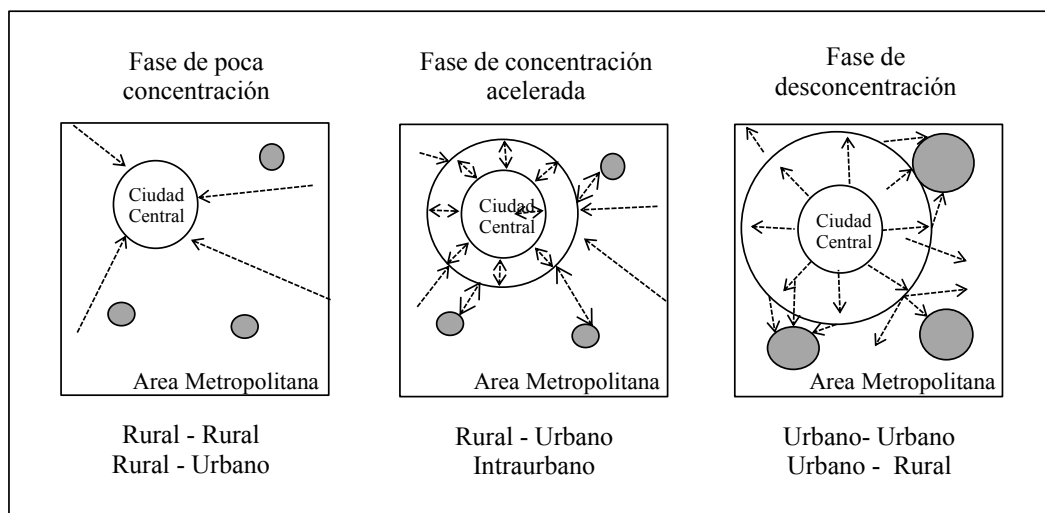 Fase de poca
concentración
Ciudad
Central
Area Metropolitana
Rural - Rural
Rural - Urbano
Fase de concentración
acelerada
Ciudad
Central
Area Metropolitana
Rural - Urbano
Intraurbano
Fase de
desconcentración
Ciudad
Central
Area Metropolitana
Urbano- Urbano
Urbano - Rural